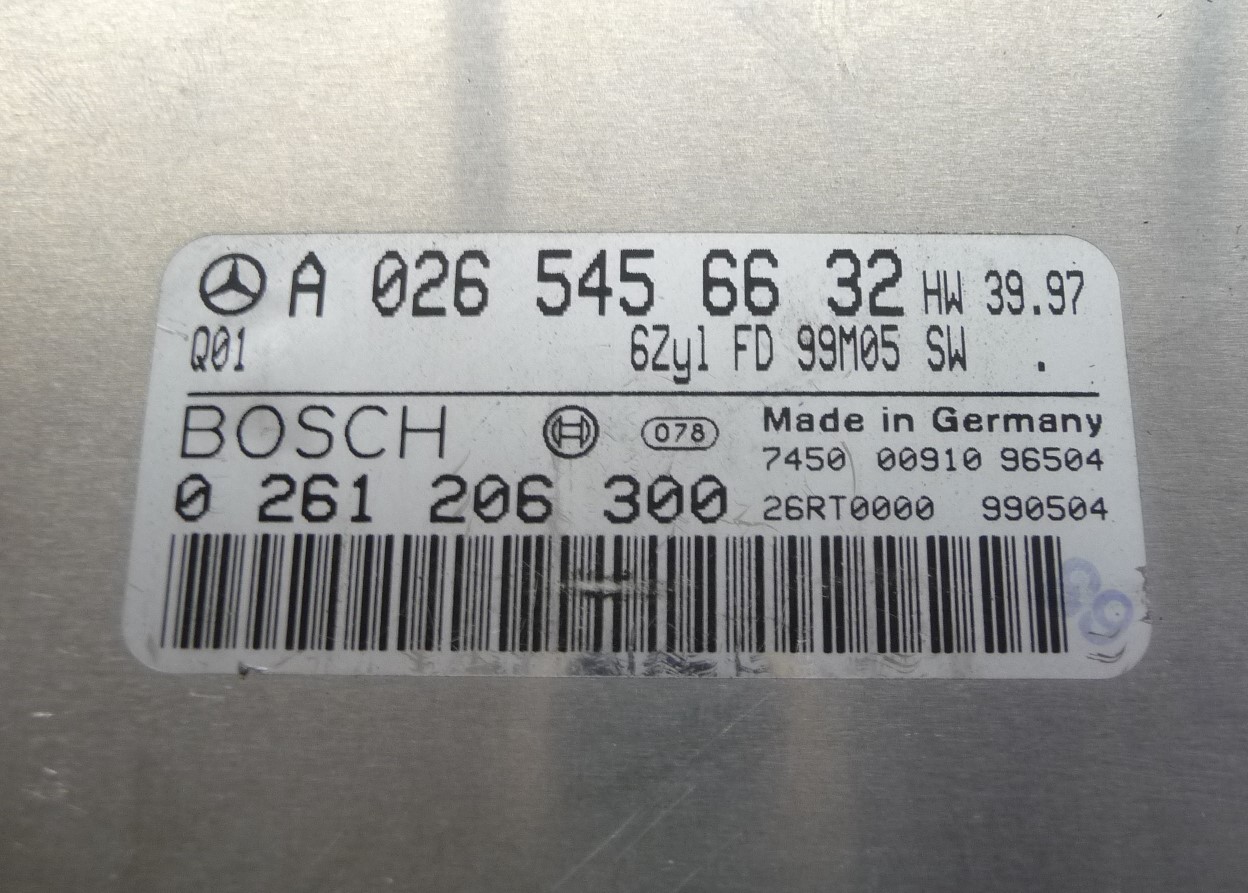 A 026 545 66 32 HW 39.97
Q01 6Zyl FD 99M05 SW .
BOSCH 078 Made in Germany
7450 00910 96504
0 261 206 300 26RT0000 990504